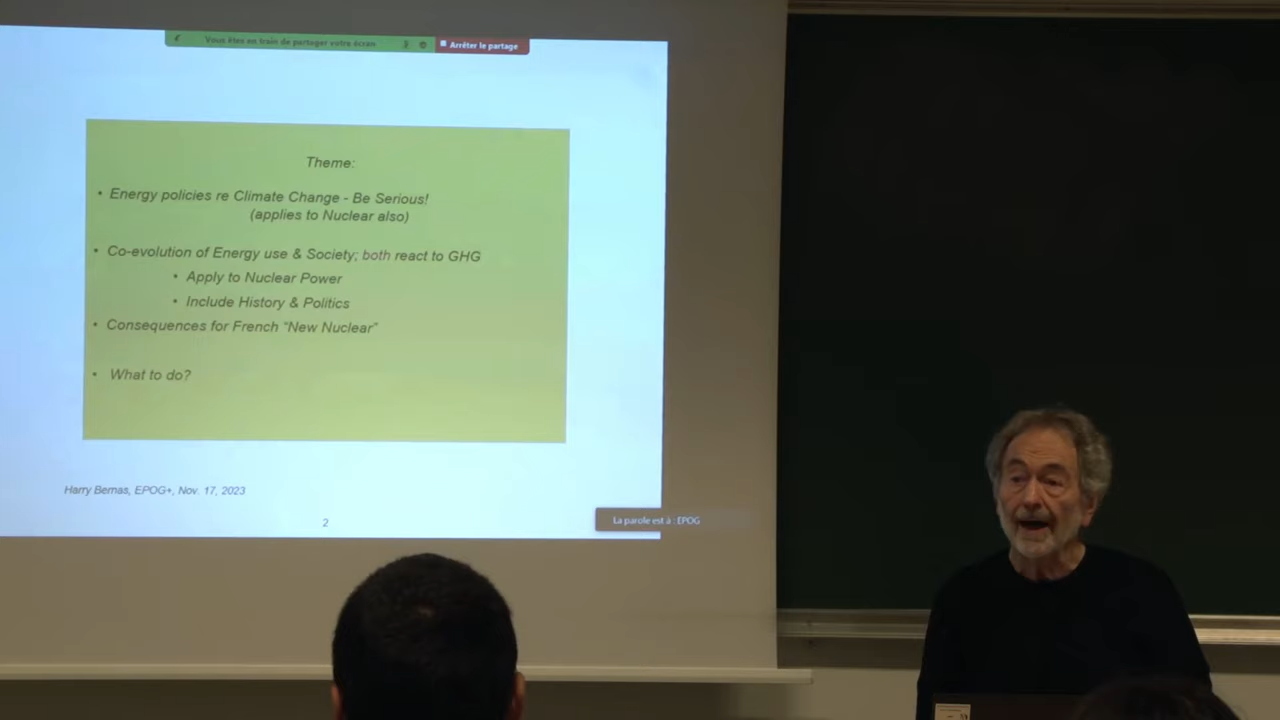 Vous êtes en train de partager votre écran
Arrêter le partage
Theme:
• Energy policies re Climate Change - Be Serious!
(applies to Nuclear also)
• Co-evolution of Energy use & Society; both react to GHG
• Apply to Nuclear Power
• Include History & Politics
• Consequences for French “New Nuclear”
• What to do?
Harry Bernas, EPOG+, Nov. 17, 2023
2
La parole est à : EPOG